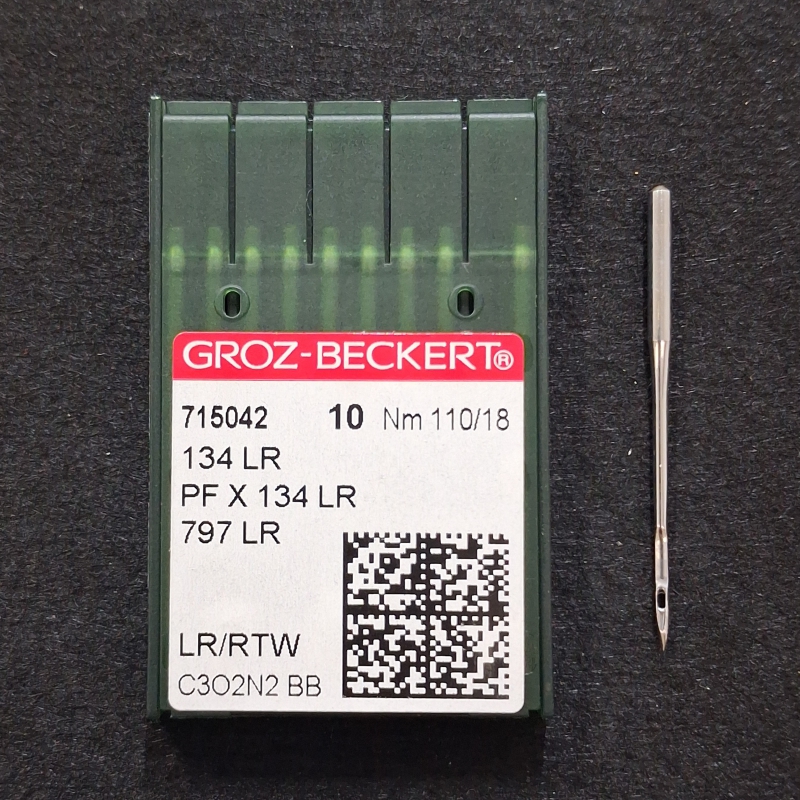 GROZ-BECKERT®
715042 10 Nm 110/18
134 LR
PF X 134 LR
797 LR
LR/RTW
C3O2N2 BB